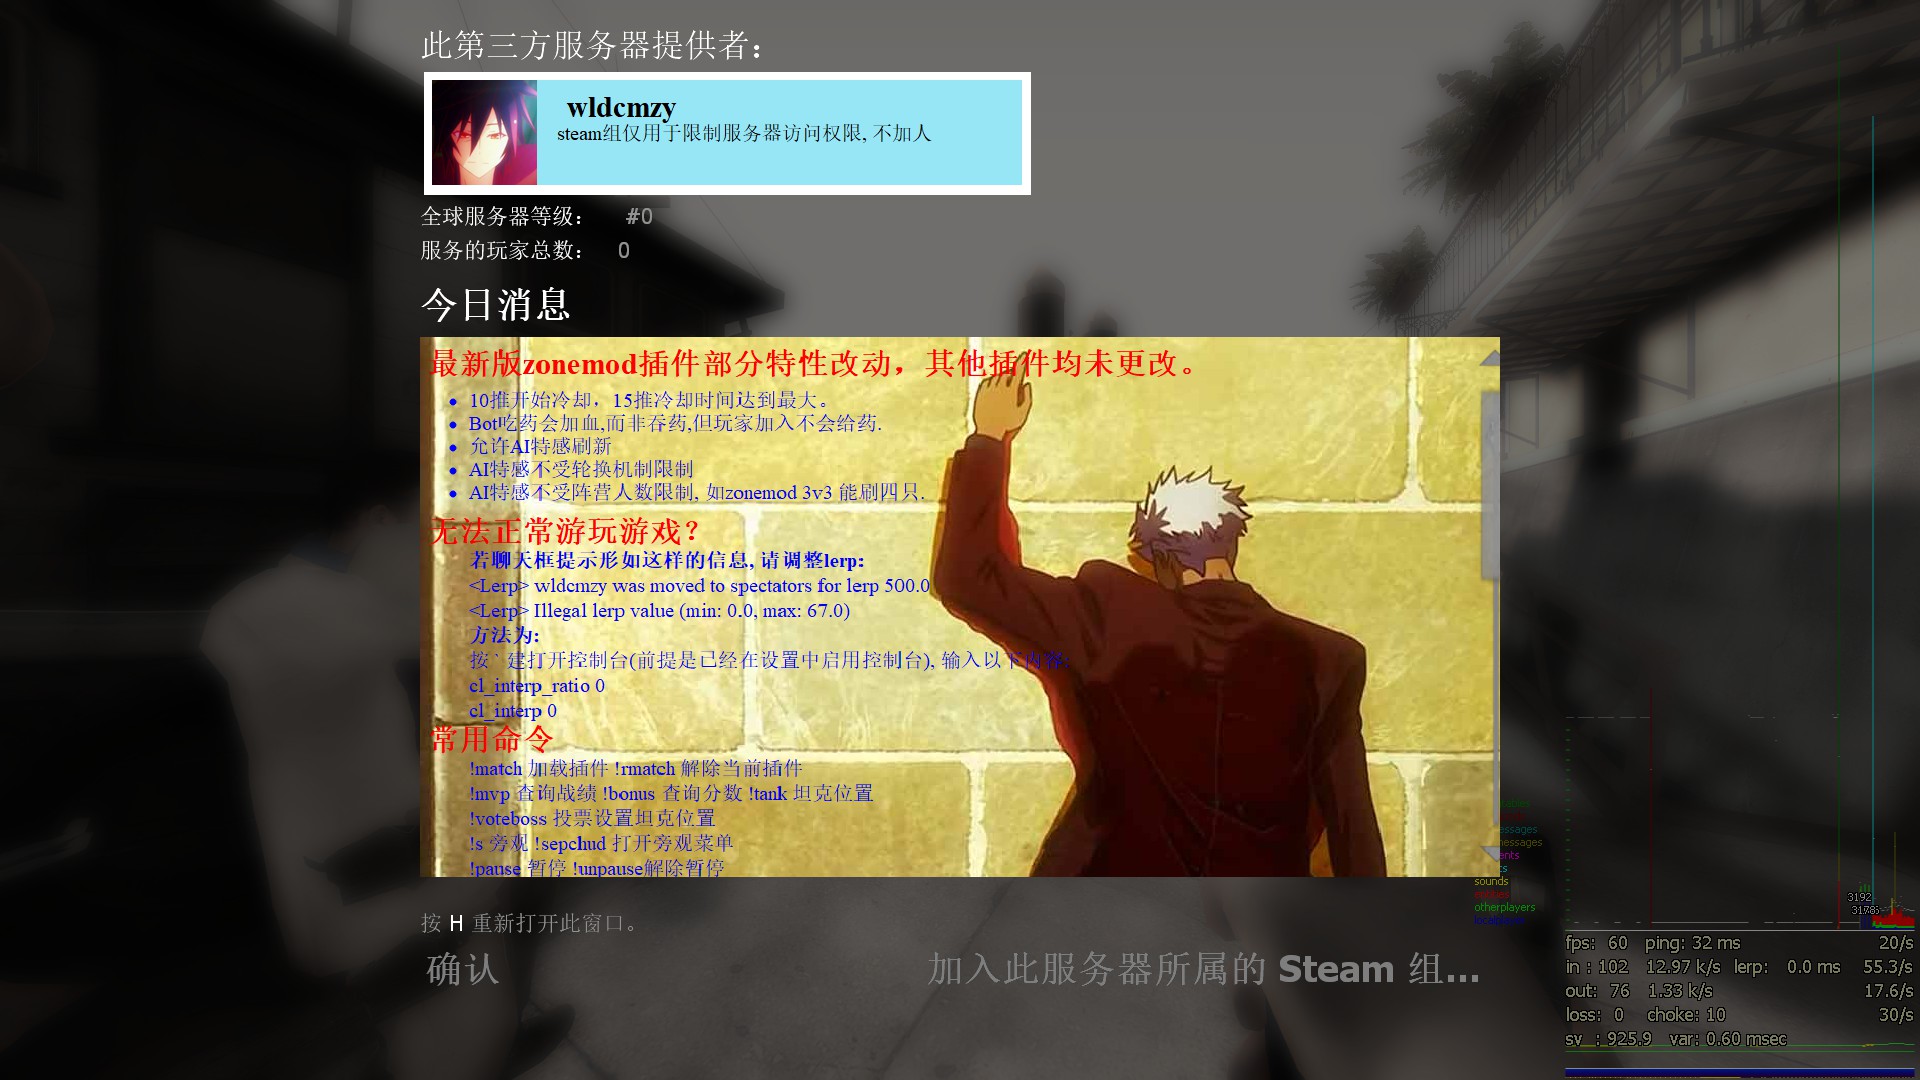 此第三方服务器提供者：
wldcmzy
steam组仅用于限制服务器访问权限, 不加人
全球服务器等级： #0
服务的玩家总数： 0
今日消息
最新版zonemod插件部分特性改动，其他插件均未更改。
10推开始冷却，15推冷却时间达到最大。
Bot吃药会加血,而非吞药,但玩家加入不会给药.
允许AI特感刷新
AI特感不受轮换机制限制
AI特感不受阵营人数限制, 如zonemod 3v3 能刷四只.
无法正常游玩游戏?
若聊天框提示形如这样的信息, 请调整lerp:
<Lerp> wldcmzy was moved to spectators for lerp 500.0
<Lerp> Illegal lerp value (min: 0.0, max: 67.0)
方法为:
按 ` 建打开控制台(前提是已经在设置中启用控制台), 输入以下内容:
cl_interp_ratio 0
cl_interp 0
常用命令
!match 加载插件 !rmatch 解除当前插件
!mvp 查询战绩 !bonus 查询分数 !tank 坦克位置
!voteboss 投票设置坦克位置
!s 旁观 !sepchud 打开旁观菜单
!pause 暂停 !unpause解除暂停
sounds
otherplayers
localplayer
3192
按 H 重新打开此窗口。
确认 加入此服务器所属的 Steam 组...
fps: 60 ping: 32 ms 20/s
in : 102 12.97 k/s lerp: 0.0 ms 55.3/s
out: 76 1.33 k/s 17.6/s
loss: 0 choke: 10 30/s
sv : 925.9 var: 0.60 msec